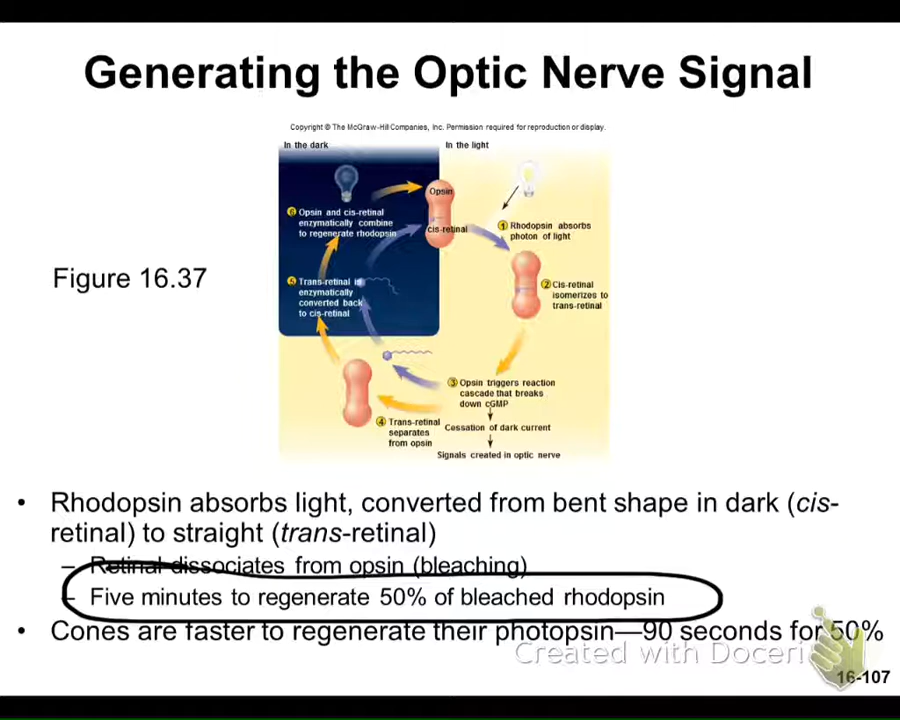 Generating the Optic Nerve Signal
Copyright © The McGraw-Hill Companies, Inc. Permission required for reproduction or display.
In the dark
In the light
Opsin
cis-retinal
① Rhodopsin absorbs
photon of light
② Cis-retinal
isomerizes to
trans-retinal
③ Opsin triggers reaction
cascade that breaks
down cGMP
Cessation of dark current
Signals created in optic nerve
④ Trans-retinal
separates
from opsin
⑤ Trans-retinal is
enzymatically
converted back
to cis-retinal
⑥ Opsin and cis-retinal
enzymatically combine
to regenerate rhodopsin
Figure 16.37
• Rhodopsin absorbs light, converted from bent shape in dark (cis-
retinal) to straight (trans-retinal)
– Retinal dissociates from opsin (bleaching)
– Five minutes to regenerate 50% of bleached rhodopsin
• Cones are faster to regenerate their photopsin—90 seconds for 50%
Created with Doceri
16-107